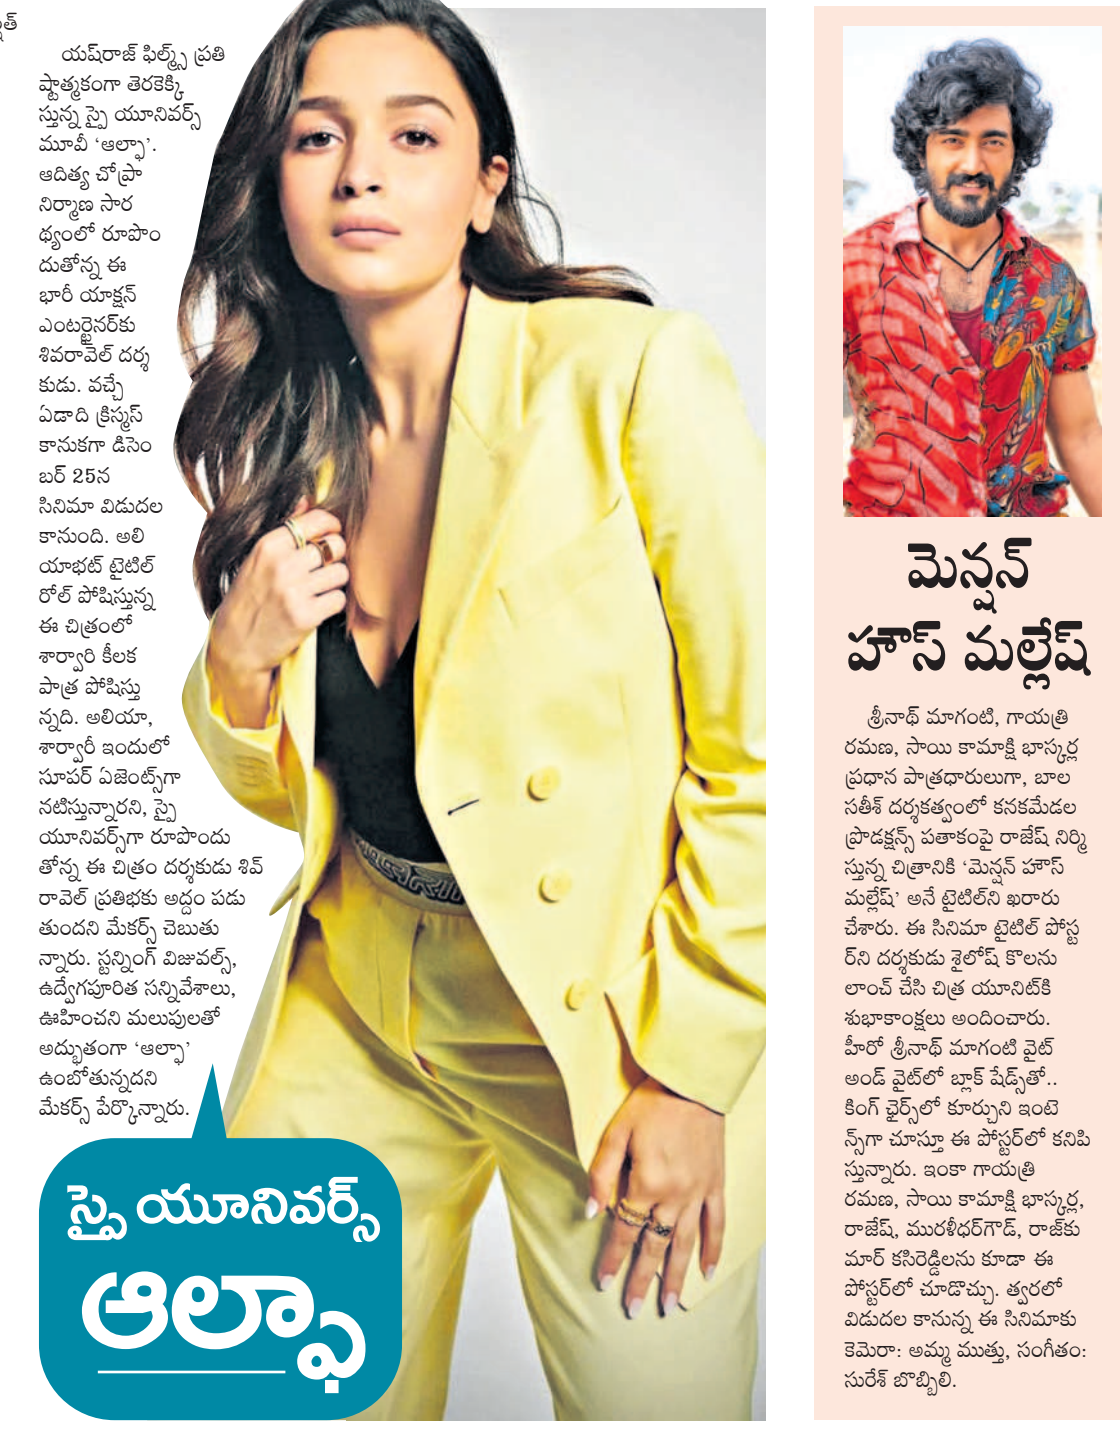 యష్‌రాజ్ ఫిల్మ్స్ ప్రతి
ష్టాత్మకంగా తెరకెక్కి
స్తున్న స్పై యూనివర్స్
మూవీ ‘ఆల్ఫా’.
ఆదిత్య చోప్రా
నిర్మాణ సార
థ్యంలో రూపొం
దుతోన్న ఈ
భారీ యాక్షన్
ఎంటర్టైనర్‌కు
శివరావెల్ దర్శ
కుడు. వచ్చే
ఏడాది క్రిస్మస్
కానుకగా డిసెం
బర్ 25న
సినిమా విడుదల
కానుంది. అలి
యాభట్ టైటిల్
రోల్ పోషిస్తున్న
ఈ చిత్రంలో
శార్వారి కీలక
పాత్ర పోషిస్తు
న్నది. అలియా,
శార్వారీ ఇందులో
సూపర్ ఏజెంట్స్‌గా
నటిస్తున్నారని, స్పై
యూనివర్స్‌గా రూపొందు
తోన్న ఈ చిత్రం దర్శకుడు శివ్
రావెల్ ప్రతిభకు అద్దం పడు
తుందని మేకర్స్ చెబుతు
న్నారు. స్టన్నింగ్ విజువల్స్,
ఉద్వేగపూరిత సన్నివేశాలు,
ఊహించని మలుపులతో
అద్భుతంగా ‘ఆల్ఫా’
ఉంబోతున్నదని
మేకర్స్ పేర్కొన్నారు.
స్పై యూనివర్స్
ఆల్ఫా
మెన్షన్
హౌస్ మల్లేష్
శ్రీనాథ్ మాగంటి, గాయత్రి
రమణ, సాయి కామాక్షి భాస్కర్ల
ప్రధాన పాత్రధారులుగా, బాల
సతీశ్ దర్శకత్వంలో కనకమేడల
ప్రొడక్షన్స్ పతాకంపై రాజేష్ నిర్మి
స్తున్న చిత్రానికి ‘మెన్షన్ హౌస్
మల్లేష్’ అనే టైటిల్‌ని ఖరారు
చేశారు. ఈ సినిమా టైటిల్ పోస్ట
ర్‌ని దర్శకుడు శైలోష్ కొలను
లాంచ్ చేసి చిత్ర యూనిట్‌కి
శుభాకాంక్షలు అందించారు.
హీరో శ్రీనాథ్ మాగంటి వైట్
అండ్ వైట్‌లో బ్లాక్ షేడ్స్‌తో..
కింగ్ ఛైర్స్‌లో కూర్చుని ఇంటె
న్స్‌గా చూస్తూ ఈ పోస్టర్‌లో కనిపి
స్తున్నారు. ఇంకా గాయత్రి
రమణ, సాయి కామాక్షి భాస్కర్ల,
రాజేష్, మురళీధర్‌గౌడ్, రాజ్‌కు
మార్ కసిరెడ్డిలను కూడా ఈ
పోస్టర్‌లో చూడొచ్చు. త్వరలో
విడుదల కానున్న ఈ సినిమాకు
కెమెరా: అమ్మ ముత్తు, సంగీతం:
సురేశ్ బొబ్బిలి.